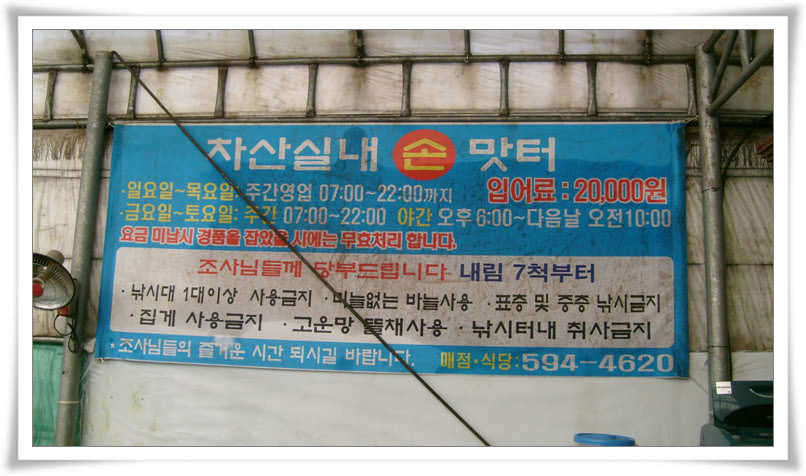 차산실내 손 맛터
·일요일~목요일: 주간영업 07:00~22:00까지 입어료 : 20,000원
·금요일~토요일: 주간 07:00~22:00 야간 오후 6:00~다음날 오전10:00
요금 미납시 경품을 잡았을 시에는 무효처리 합니다.
조사님들께 당부드립니다 내림 7척부터
·낚시대 1대이상 사용금지 ·미늘없는 바늘사용 ·표층 및 중층 낚시금지
·집게 사용금지 ·고운망 뜰채사용 ·낚시터내 취사금지
*조사님들의 즐거운 시간 되시길 바랍니다. 매점·식당:594-4620